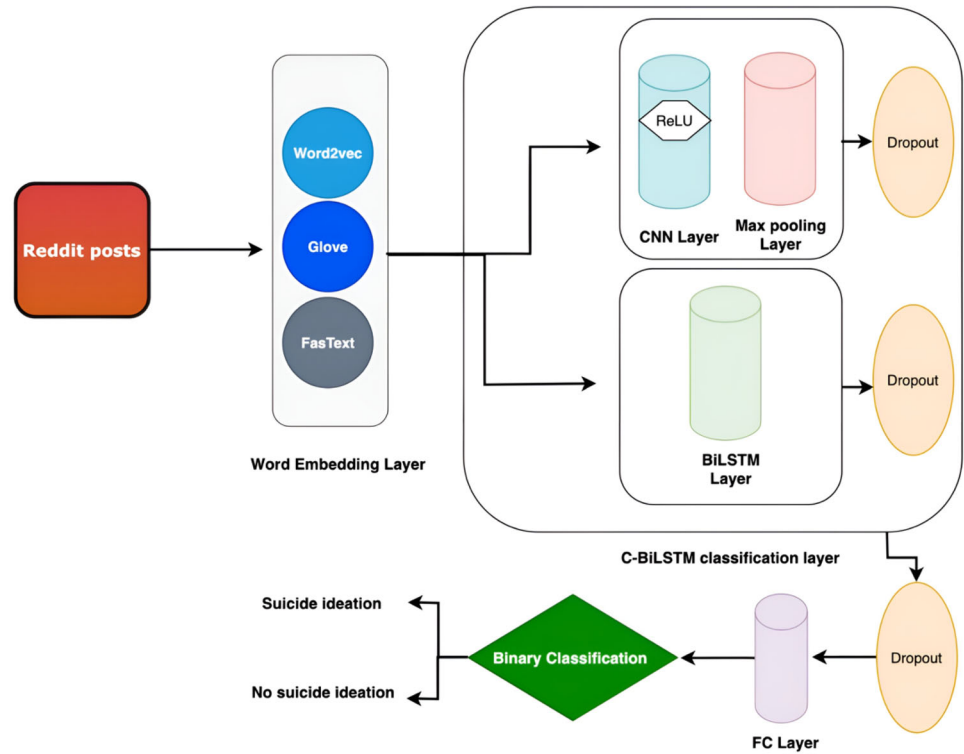 Reddit posts
Word2vec
Glove
FasText
Word Embedding Layer
ReLU
CNN Layer
Max pooling
Layer
Dropout
BiLSTM
Layer
Dropout
C-BiLSTM classification layer
Dropout
FC Layer
Binary Classification
Suicide ideation
No suicide ideation